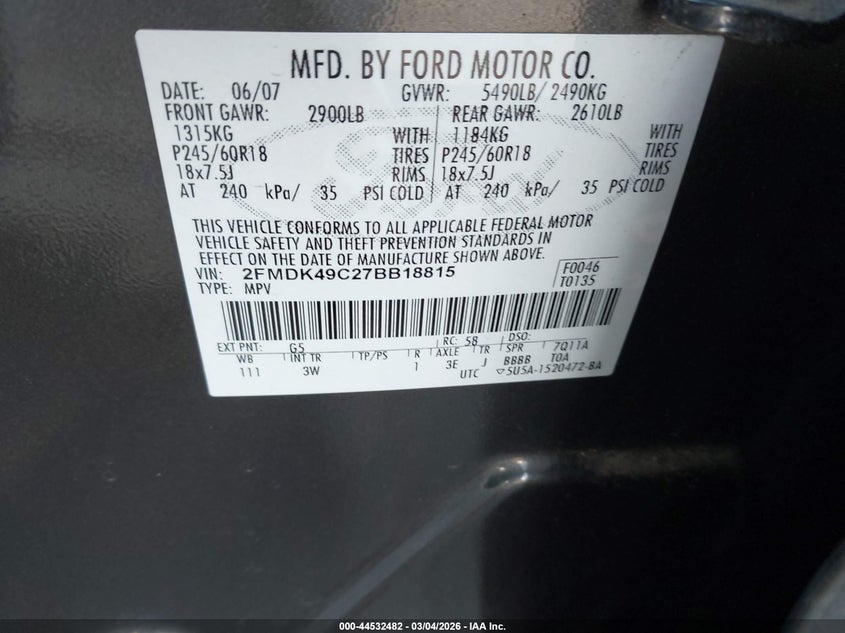 MFD. BY FORD MOTOR CO.
DATE: 06/07 GVWR: 5490LB/ 2490KG
FRONT GAWR: 2900LB REAR GAWR: 2610LB
1315KG WITH 1184KG WITH
P245/60R18 TIRES P245/60R18 TIRES
18x7.5J RIMS 18x7.5J RIMS
AT 240 kPa/ 35 PSI COLD AT 240 kPa/ 35 PSI COLD
THIS VEHICLE CONFORMS TO ALL APPLICABLE FEDERAL MOTOR
VEHICLE SAFETY AND THEFT PREVENTION STANDARDS IN
EFFECT ON THE DATE OF MANUFACTURE SHOWN ABOVE.
VIN: 2FMDK49C27BB18815 F0046
TYPE: MPV T0135
EXT PNT: G5 RC: 58 DSO:
WB INT TR TP/PS R AXLE TR SPR 7Q11A
111 3W 1 3E J BBBB T0A
UTC ▽5U5A-1520472-BA
000-44532482 - 03/04/2026 - IAA Inc.